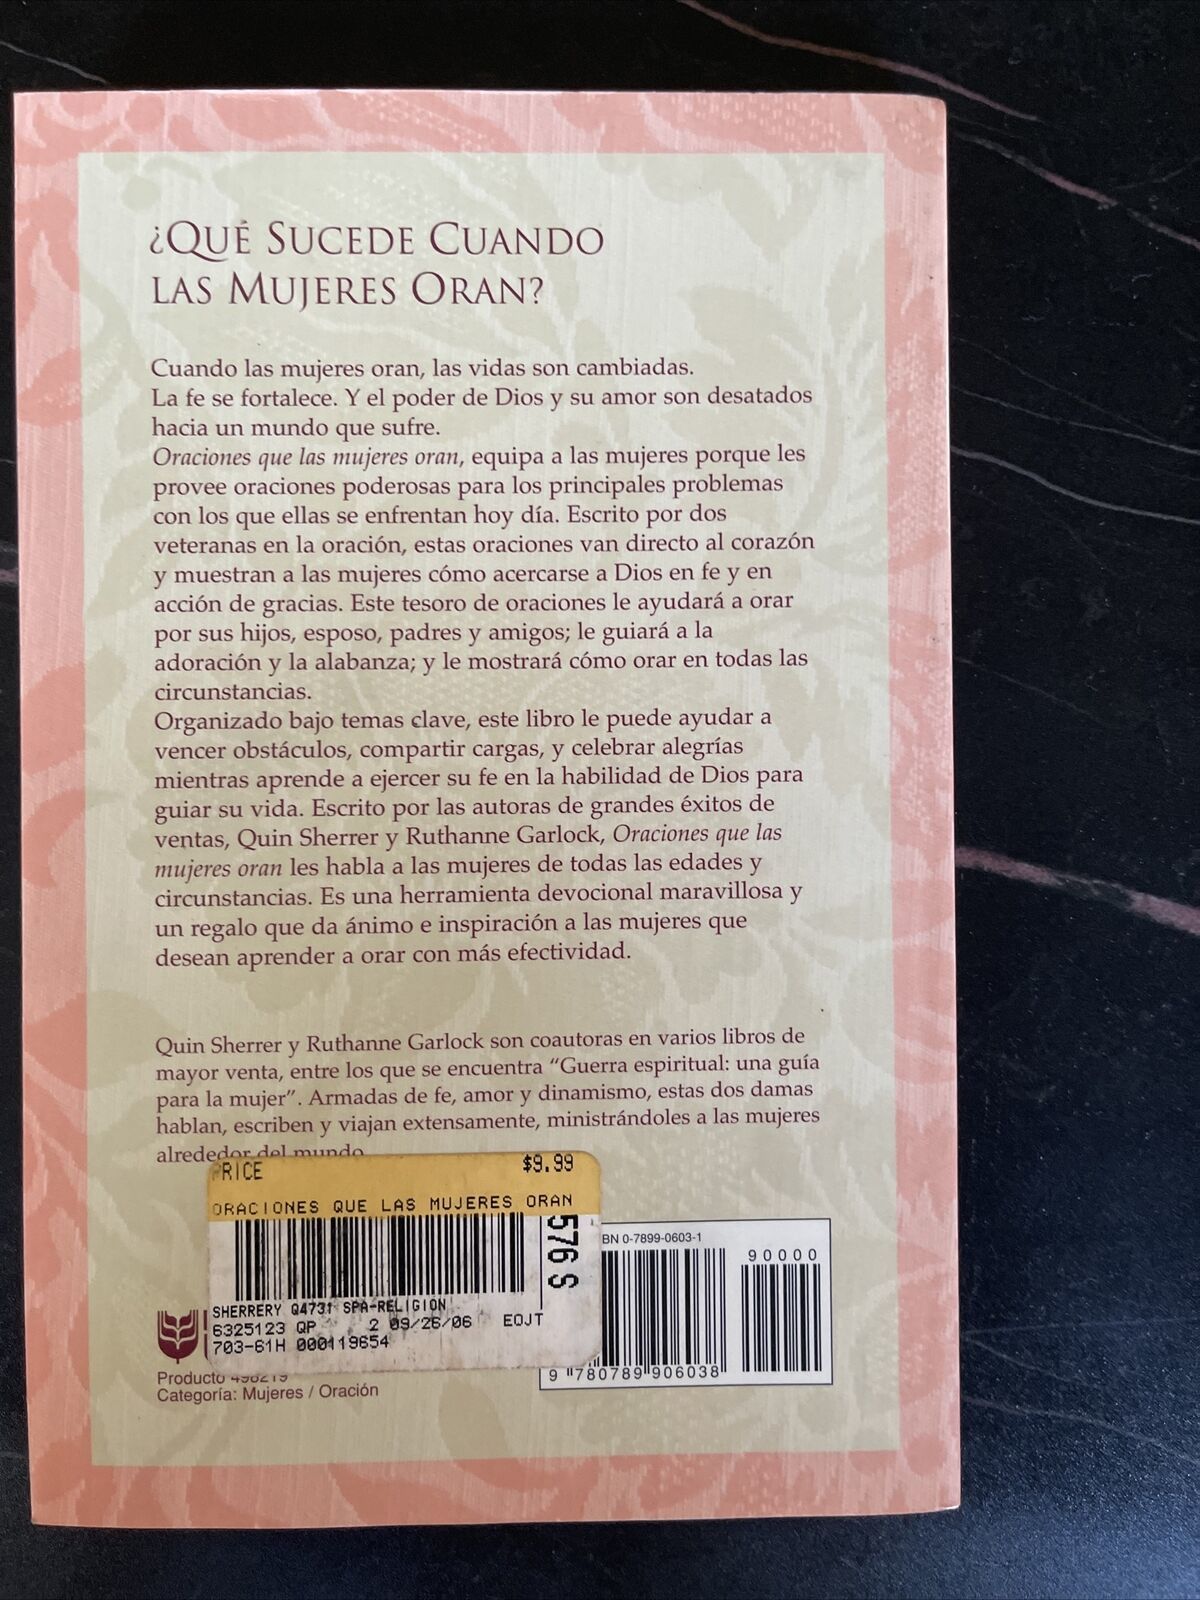 ¿QUÉ SUCEDE CUANDO
LAS MUJERES ORAN?
Cuando las mujeres oran, las vidas son cambiadas.
La fe se fortalece. Y el poder de Dios y su amor son desatados
hacia un mundo que sufre.
Oraciones que las mujeres oran, equipa a las mujeres porque les
provee oraciones poderosas para los principales problemas
con los que ellas se enfrentan hoy día. Escrito por dos
veteranas en la oración, estas oraciones van directo al corazón
y muestran a las mujeres cómo acercarse a Dios en fe y en
acción de gracias. Este tesoro de oraciones le ayudará a orar
por sus hijos, esposo, padres y amigos; le guiará a la
adoración y la alabanza; y le mostrará cómo orar en todas las
circunstancias.
Organizado bajo temas clave, este libro le puede ayudar a
vencer obstáculos, compartir cargas, y celebrar alegrías
mientras aprende a ejercer su fe en la habilidad de Dios para
guiar su vida. Escrito por las autoras de grandes éxitos de
ventas, Quin Sherrer y Ruthanne Garlock, Oraciones que las
mujeres oran les habla a las mujeres de todas las edades y
circunstancias. Es una herramienta devocional maravillosa y
un regalo que da ánimo e inspiración a las mujeres que
desean aprender a orar con más efectividad.
Quin Sherrer y Ruthanne Garlock son coautoras en varios libros de
mayor venta, entre los que se encuentra “Guerra espiritual: una guía
para la mujer”. Armadas de fe, amor y dinamismo, estas dos damas
hablan, escriben y viajan extensamente, ministrándoles a las mujeres
alrededor del mundo
PRICE $9.99
ORACIONES QUE LAS MUJERES ORAN
576 S
SHERRERY Q4731 SPA-RELIGION
6325123 QP 2 09/26/06 EQJT
703-61H 000119654
BN 0-7899-0603-1
90000
9 780789 906038
Producto 498219
Categoría: Mujeres / Oración